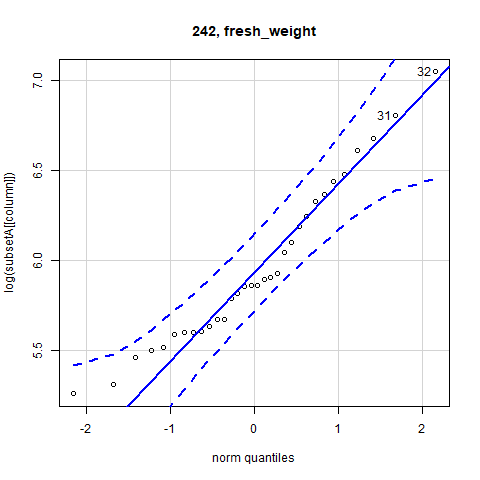 242, fresh_weight
log(subsetA[[column]])
7.0
6.5
6.0
5.5
32
31
-2 -1 0 1 2
norm quantiles